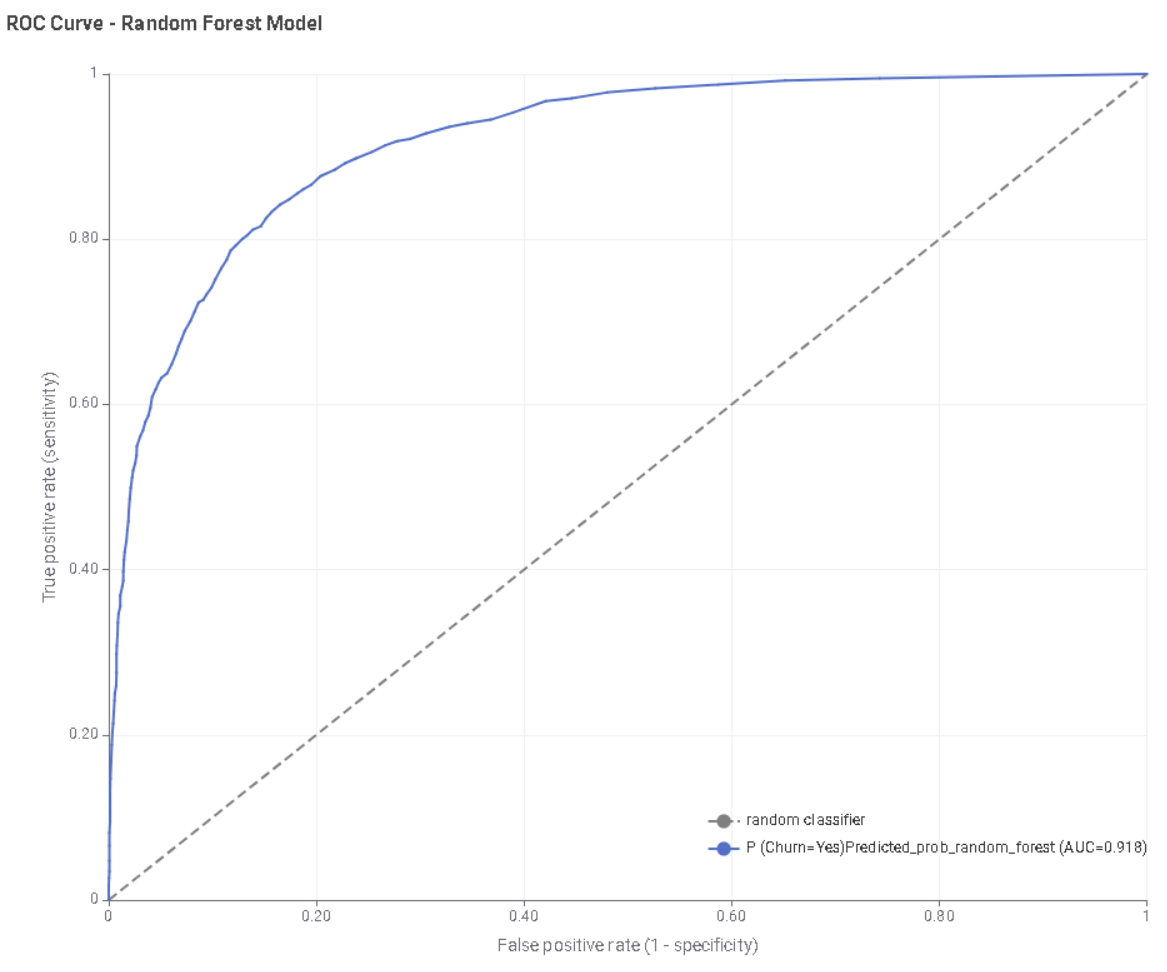 ROC Curve - Random Forest Model
1
0.80
0.60
0.40
0.20
0
True positive rate (sensitivity)
random classifier
P (Churn=Yes)Predicted_prob_random_forest (AUC=0.918)
0 0.20 0.40 0.60 0.80 1
False positive rate (1 - specificity)